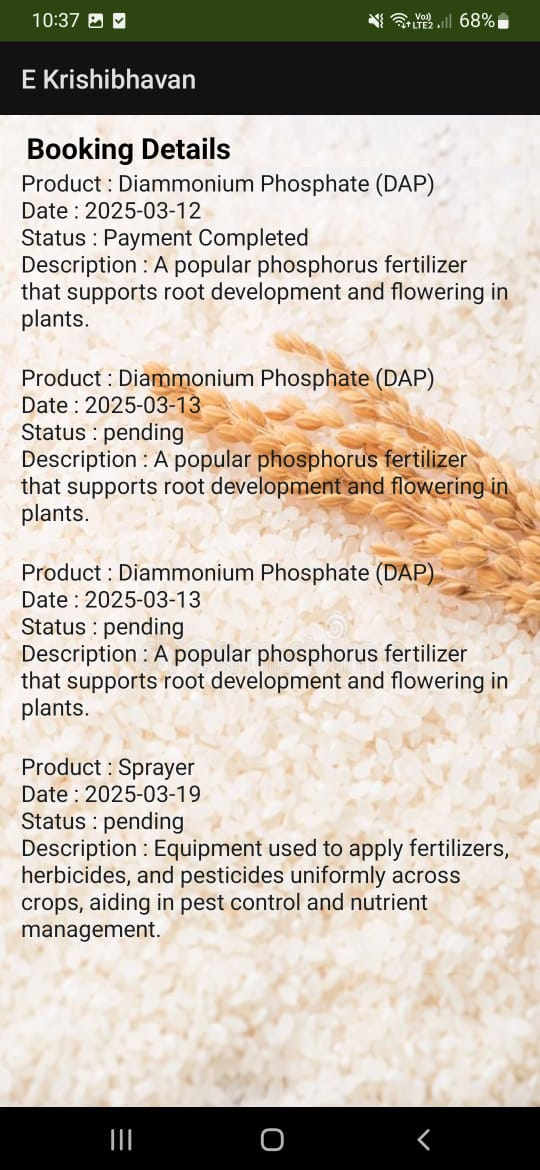 10:37 Vo)) LTE2 68%
E Krishibhavan
Booking Details
Product : Diammonium Phosphate (DAP)
Date : 2025-03-12
Status : Payment Completed
Description : A popular phosphorus fertilizer
that supports root development and flowering in
plants.
Product : Diammonium Phosphate (DAP)
Date : 2025-03-13
Status : pending
Description : A popular phosphorus fertilizer
that supports root development and flowering in
plants.
Product : Diammonium Phosphate (DAP)
Date : 2025-03-13
Status : pending
Description : A popular phosphorus fertilizer
that supports root development and flowering in
plants.
Product : Sprayer
Date : 2025-03-19
Status : pending
Description : Equipment used to apply fertilizers,
herbicides, and pesticides uniformly across
crops, aiding in pest control and nutrient
management.